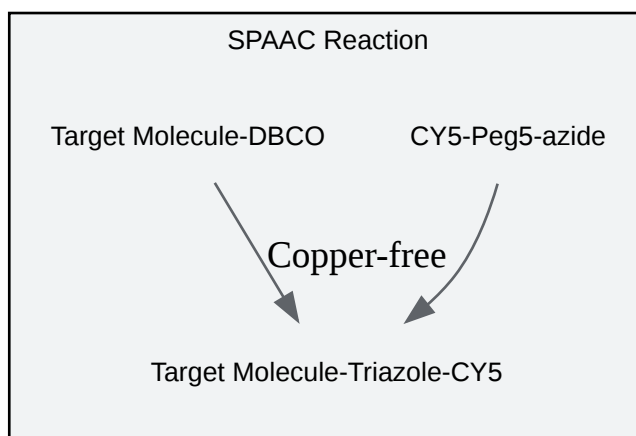 SPAAC Reaction
Target Molecule-DBCO
CY5-Peg5-azide
Copper-free
Target Molecule-Triazole-CY5